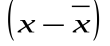 (x − x̄)